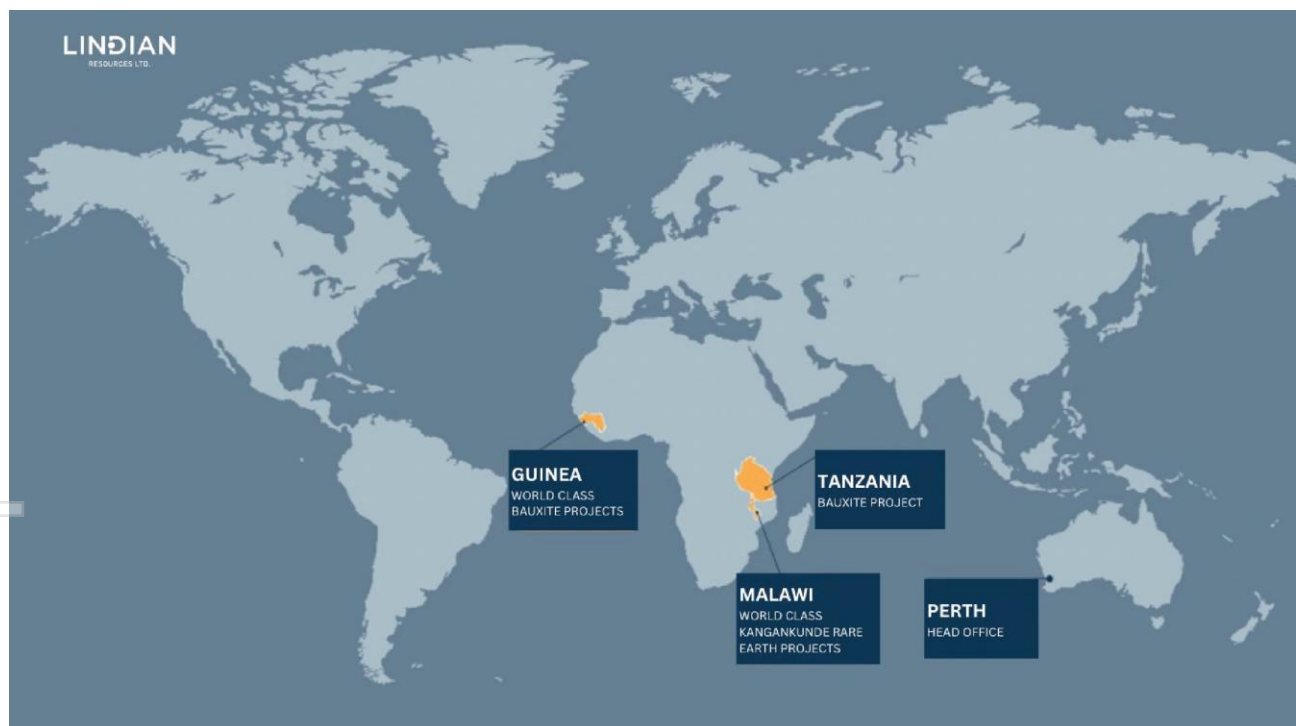 LINDIAN
RESOURCES LTD.
GUINEA
WORLD CLASS
BAUXITE PROJECTS
TANZANIA
BAUXITE PROJECT
MALAWI
WORLD CLASS
KANGANKUNDE RARE
EARTH PROJECTS
PERTH
HEAD OFFICE